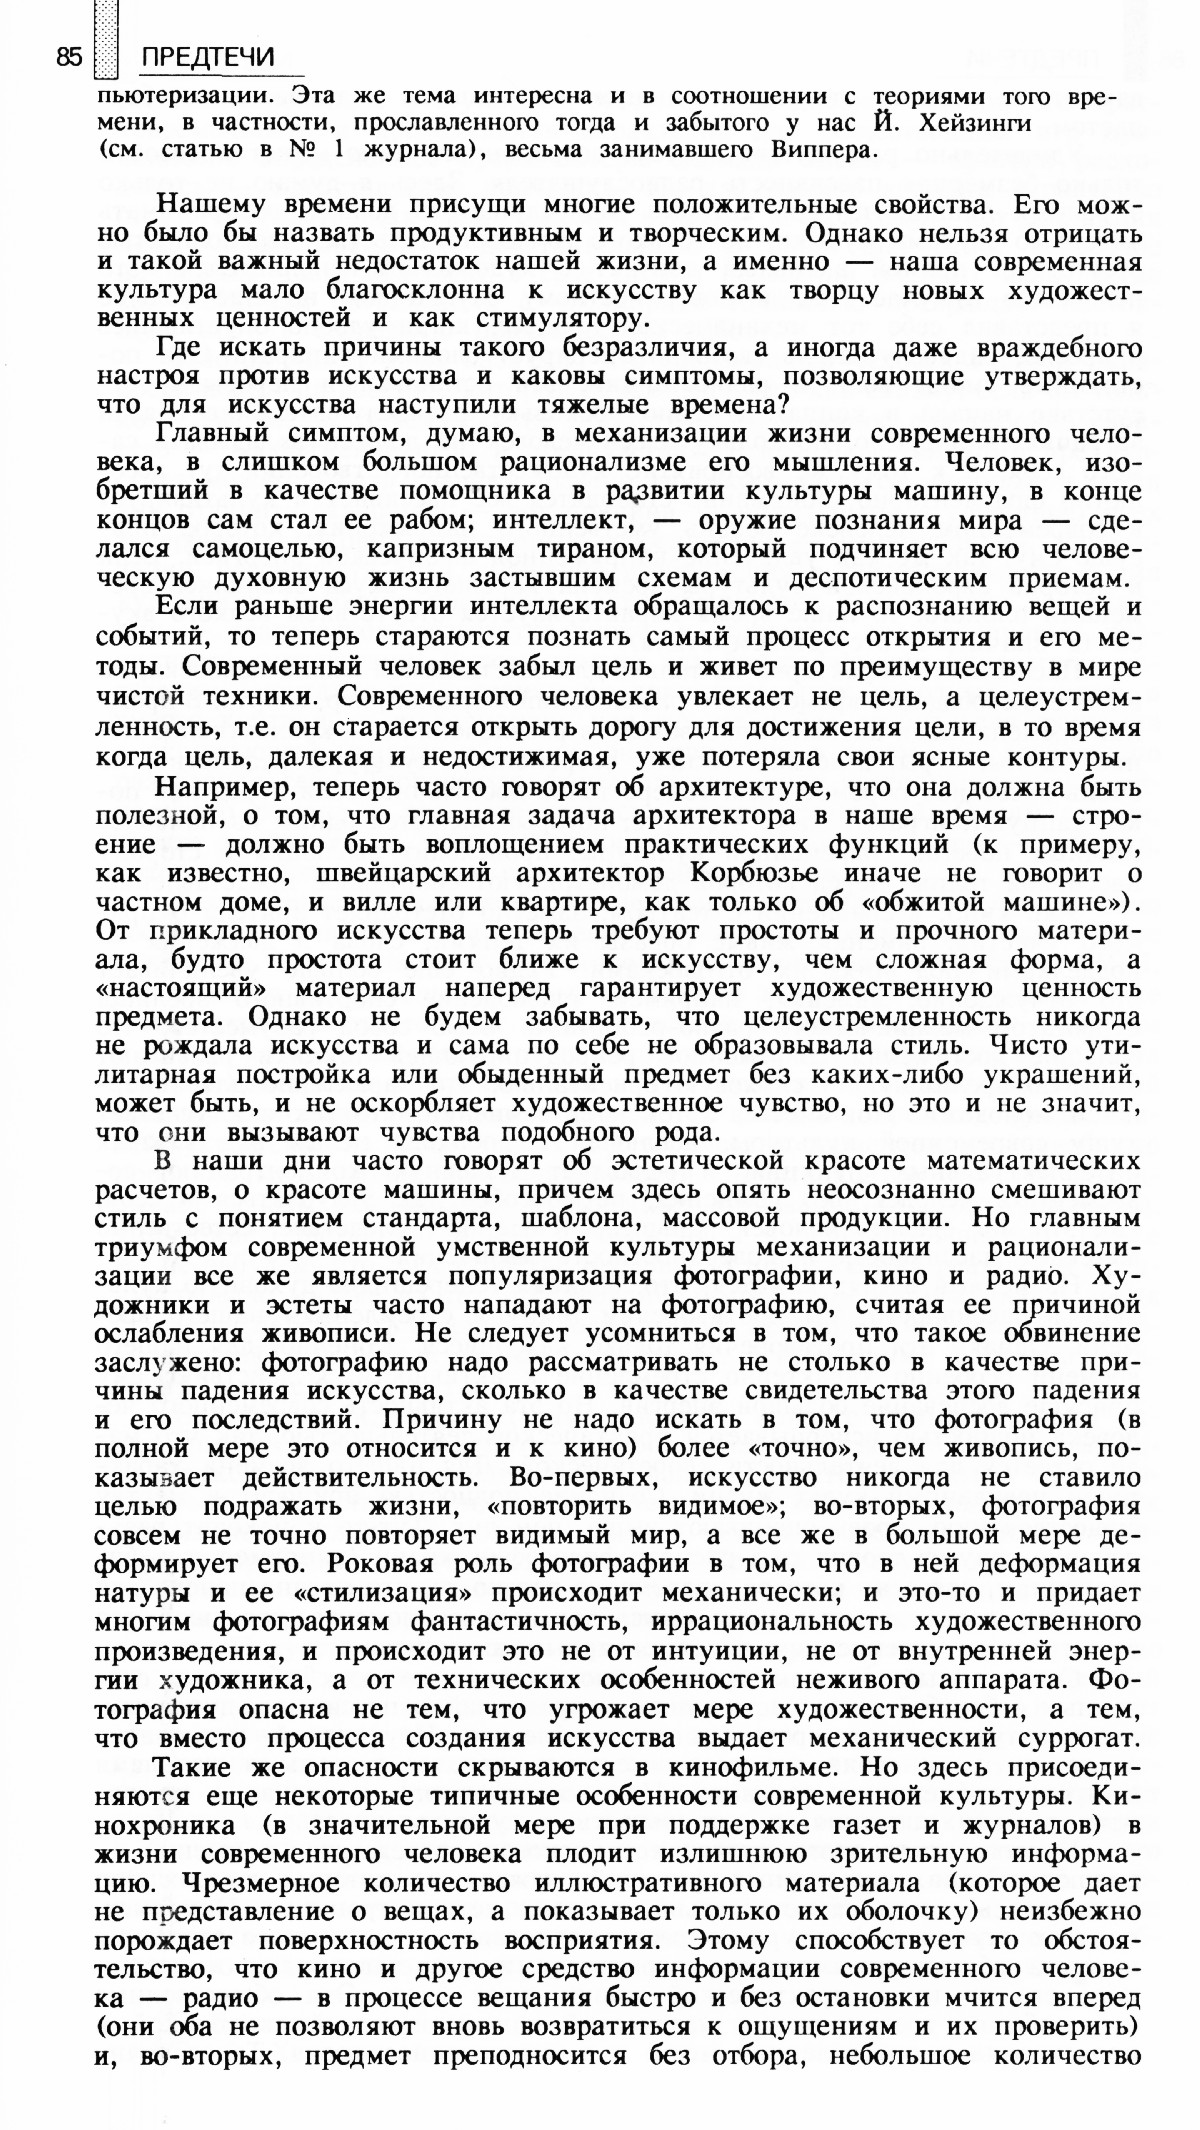 85 ПРЕДТЕЧИ
пьютеризации. Эта же тема интересна и в соотношении с теориями того вре-
мени, в частности, прославленного тогда и забытого у нас Й. Хейзинги
(см. статью в № 1 журнала), весьма занимавшего Виппера.
Нашему времени присущи многие положительные свойства. Его мож-
но было бы назвать продуктивным и творческим. Однако нельзя отрицать
и такой важный недостаток нашей жизни, а именно — наша современная
культура мало благосклонна к искусству как творцу новых художест-
венных ценностей и как стимулятору.
Где искать причины такого безразличия, а иногда даже враждебного
настроя против искусства и каковы симптомы, позволяющие утверждать,
что для искусства наступили тяжелые времена?
Главный симптом, думаю, в механизации жизни современного чело-
века, в слишком большом рационализме его мышления. Человек, изо-
бретший в качестве помощника в развитии культуры машину, в конце
концов сам стал ее рабом; интеллект, — оружие познания мира — сде-
лался самоцелью, капризным тираном, который подчиняет всю челове-
ческую духовную жизнь застывшим схемам и деспотическим приемам.
Если раньше энергии интеллекта обращалось к распознанию вещей и
событий, то теперь стараются познать самый процесс открытия и его ме-
тоды. Современный человек забыл цель и живет по преимуществу в мире
чистой техники. Современного человека увлекает не цель, а целеустрем-
ленность, т.е. он старается открыть дорогу для достижения цели, в то время
когда цель, далекая и недостижимая, уже потеряла свои ясные контуры.
Например, теперь часто говорят об архитектуре, что она должна быть
полезной, о том, что главная задача архитектора в наше время — стро-
ение — должно быть воплощением практических функций (к примеру,
как известно, швейцарский архитектор Корбюзье иначе не говорит о
частном доме, и вилле или квартире, как только об «обжитой машине»).
От прикладного искусства теперь требуют простоты и прочного матери-
ала, будто простота стоит ближе к искусству, чем сложная форма, а
«настоящий» материал наперед гарантирует художественную ценность
предмета. Однако не будем забывать, что целеустремленность никогда
не рождала искусства и сама по себе не образовывала стиль. Чисто ути-
литарная постройка или обыденный предмет без каких-либо украшений,
может быть, и не оскорбляет художественное чувство, но это и не значит,
что они вызывают чувства подобного рода.
В наши дни часто говорят об эстетической красоте математических
расчетов, о красоте машины, причем здесь опять неосознанно смешивают
стиль с понятием стандарта, шаблона, массовой продукции. Но главным
триумфом современной умственной культуры механизации и рационали-
зации все же является популяризация фотографии, кино и радио. Ху-
дожники и эстеты часто нападают на фотографию, считая ее причиной
ослабления живописи. Не следует усомниться в том, что такое обвинение
заслужено: фотографию надо рассматривать не столько в качестве при-
чины падения искусства, сколько в качестве свидетельства этого падения
и его последствий. Причину не надо искать в том, что фотография (в
полной мере это относится и к кино) более «точно», чем живопись, по-
казывает действительность. Во-первых, искусство никогда не ставило
целью подражать жизни, «повторить видимое»; во-вторых, фотография
совсем не точно повторяет видимый мир, а все же в большой мере де-
формирует его. Роковая роль фотографии в том, что в ней деформация
натуры и ее «стилизация» происходит механически; и это-то и придает
многим фотографиям фантастичность, иррациональность художественного
произведения, и происходит это не от интуиции, не от внутренней энер-
гии художника, а от технических особенностей неживого аппарата. Фо-
тография опасна не тем, что угрожает мере художественности, а тем,
что вместо процесса создания искусства выдает механический суррогат.
Такие же опасности скрываются в кинофильме. Но здесь присоеди-
няются еще некоторые типичные особенности современной культуры. Ки-
нохроника (в значительной мере при поддержке газет и журналов) в
жизни современного человека плодит излишнюю зрительную информа-
цию. Чрезмерное количество иллюстративного материала (которое дает
не представление о вещах, а показывает только их оболочку) неизбежно
порождает поверхностность восприятия. Этому способствует то обстоя-
тельство, что кино и другое средство информации современного челове-
ка — радио — в процессе вещания быстро и без остановки мчится вперед
(они оба не позволяют вновь возвратиться к ощущениям и их проверить)
и, во-вторых, предмет преподносится без отбора, небольшое количество